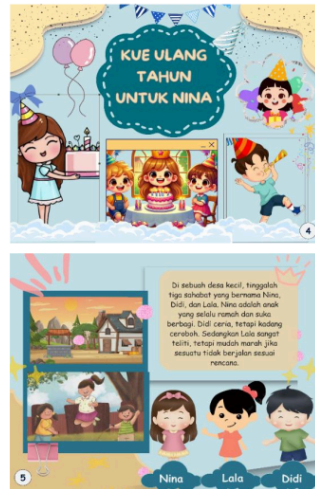 KUE ULANG
TAHUN
UNTUK NINA
4
Di sebuah desa kecil, tinggalah
tiga sahabat yang bernama Nina,
Didi, dan Lala. Nina adalah anak
yang selalu ramah dan suka
berbagi. Didi ceria, tetapi kadang
ceroboh. Sedangkan Lala sangat
teliti, tetapi mudah marah jika
sesuatu tidak berjalan sesuai
rencana.
5
Nina
Lala
Didi